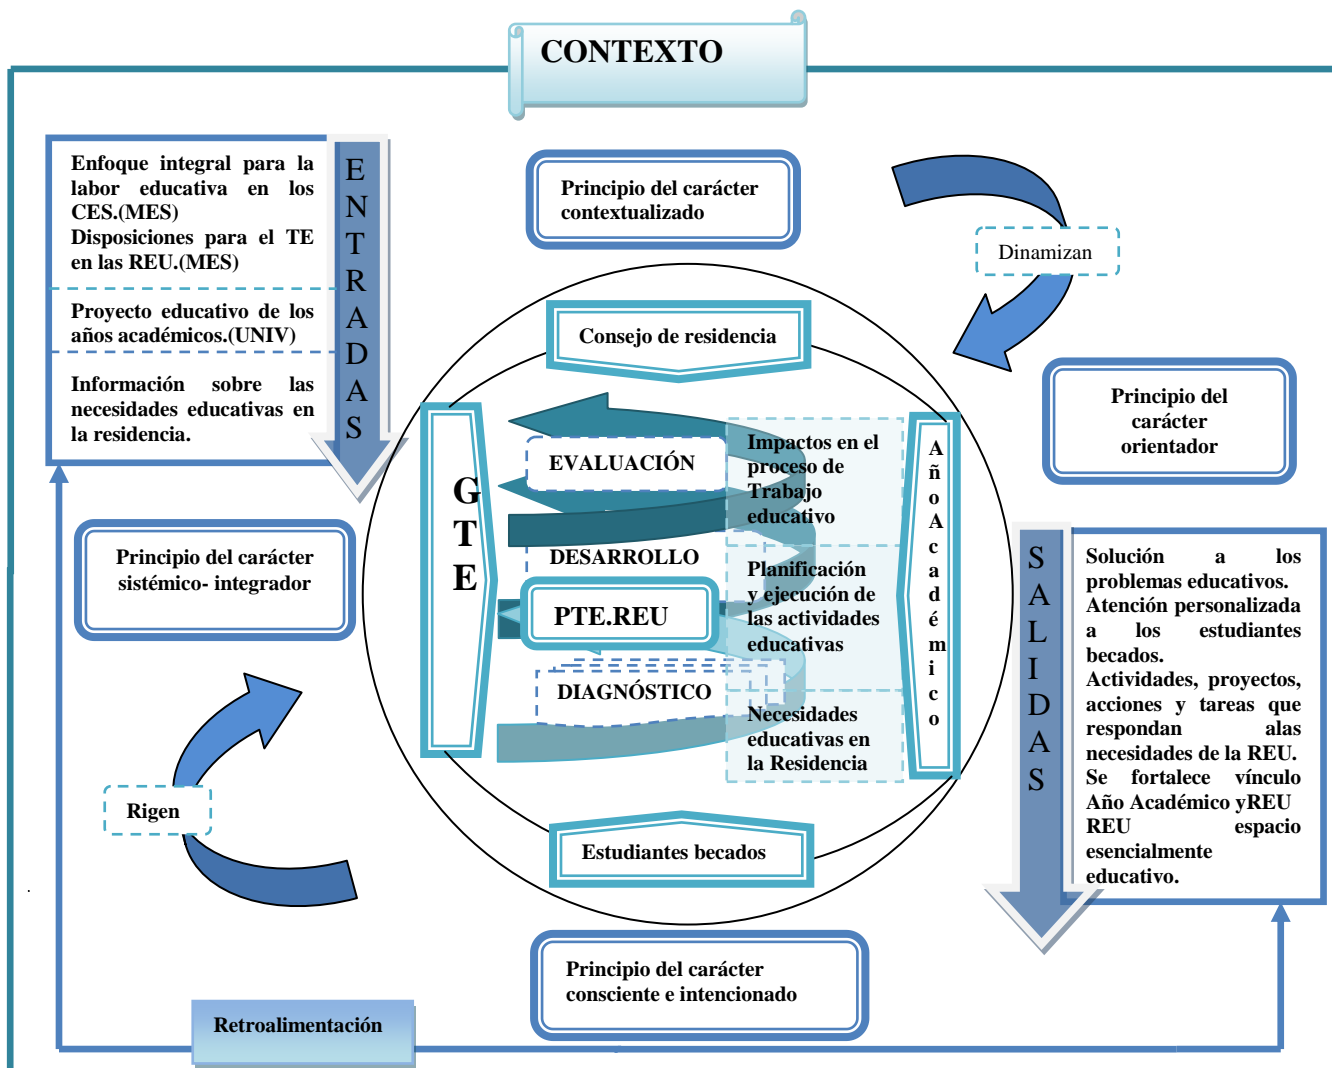 CONTEXTO
Enfoque integral para la
labor educativa en los
CES.(MES)
Disposiciones para el TE
en las REU.(MES)
Proyecto educativo de los
años académicos.(UNIV)
Información sobre las
necesidades educativas en
la residencia.
ENTRADAS
Principio del carácter
contextualizado
Dinamizan
Principio del
carácter
orientador
Consejo de residencia
GTE
EVALUACIÓN
DESARROLLO
PTE.REU
DIAGNÓSTICO
Impactos en el
proceso de
Trabajo
educativo
Planificación
y ejecución de
las actividades
educativas
Necesidades
educativas en
la Residencia
Año Académico
Estudiantes becados
Principio del carácter
sistémico- integrador
Rigen
SALIDAS
Solución a los
problemas educativos.
Atención personalizada
a los estudiantes
becados.
Actividades, proyectos,
acciones y tareas que
respondan alas
necesidades de la REU.
Se fortalece vínculo
Año Académico yREU
REU espacio
esencialmente
educativo.
Principio del carácter
consciente e intencionado
Retroalimentación